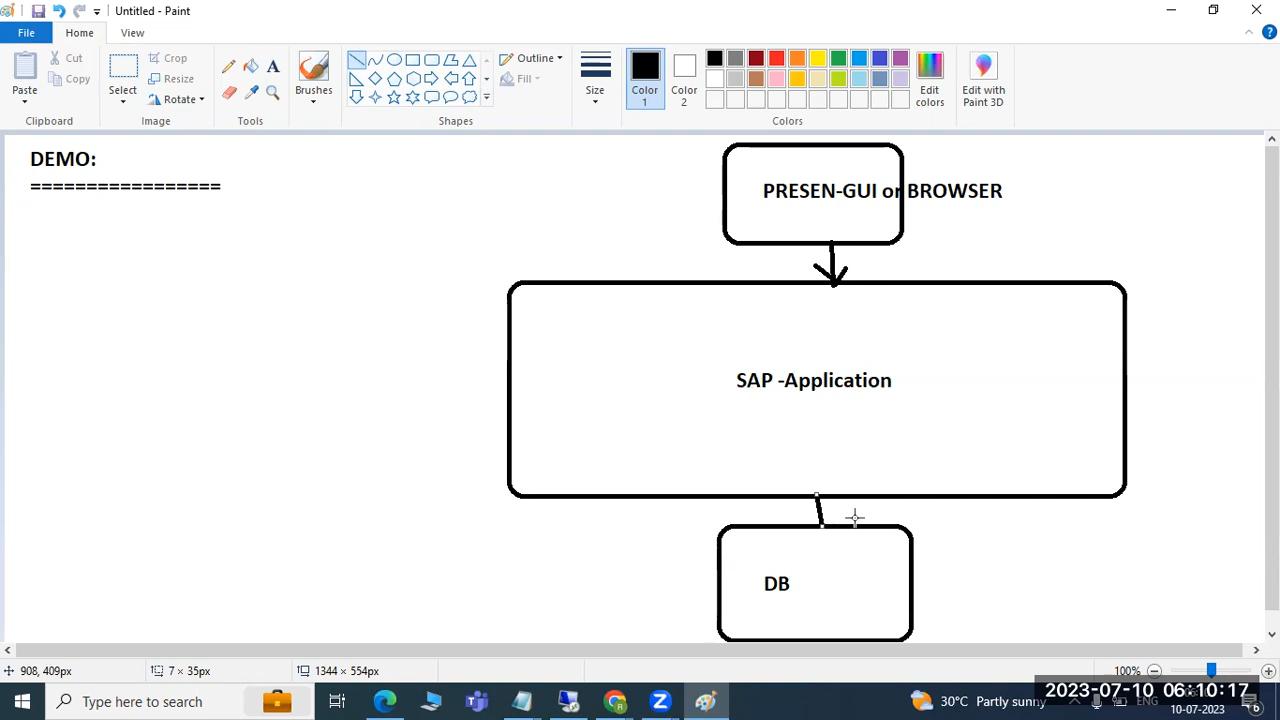 Untitled - Paint
File
Home
View
Paste
Cut
Copy
Clipboard
Select
Crop
Resize
Rotate
Image
Tools
Brushes
Shapes
Outline
Fill
Size
Color 1
Color 2
Colors
Edit colors
Edit with Paint 3D
DEMO:
=================
PRESEN-GUI or BROWSER
SAP -Application
DB
908, 409px
7 × 35px
1344 × 554px
100%
Type here to search
30°C Partly sunny
ENG
2023-07-10 06:10:17
10-07-2023